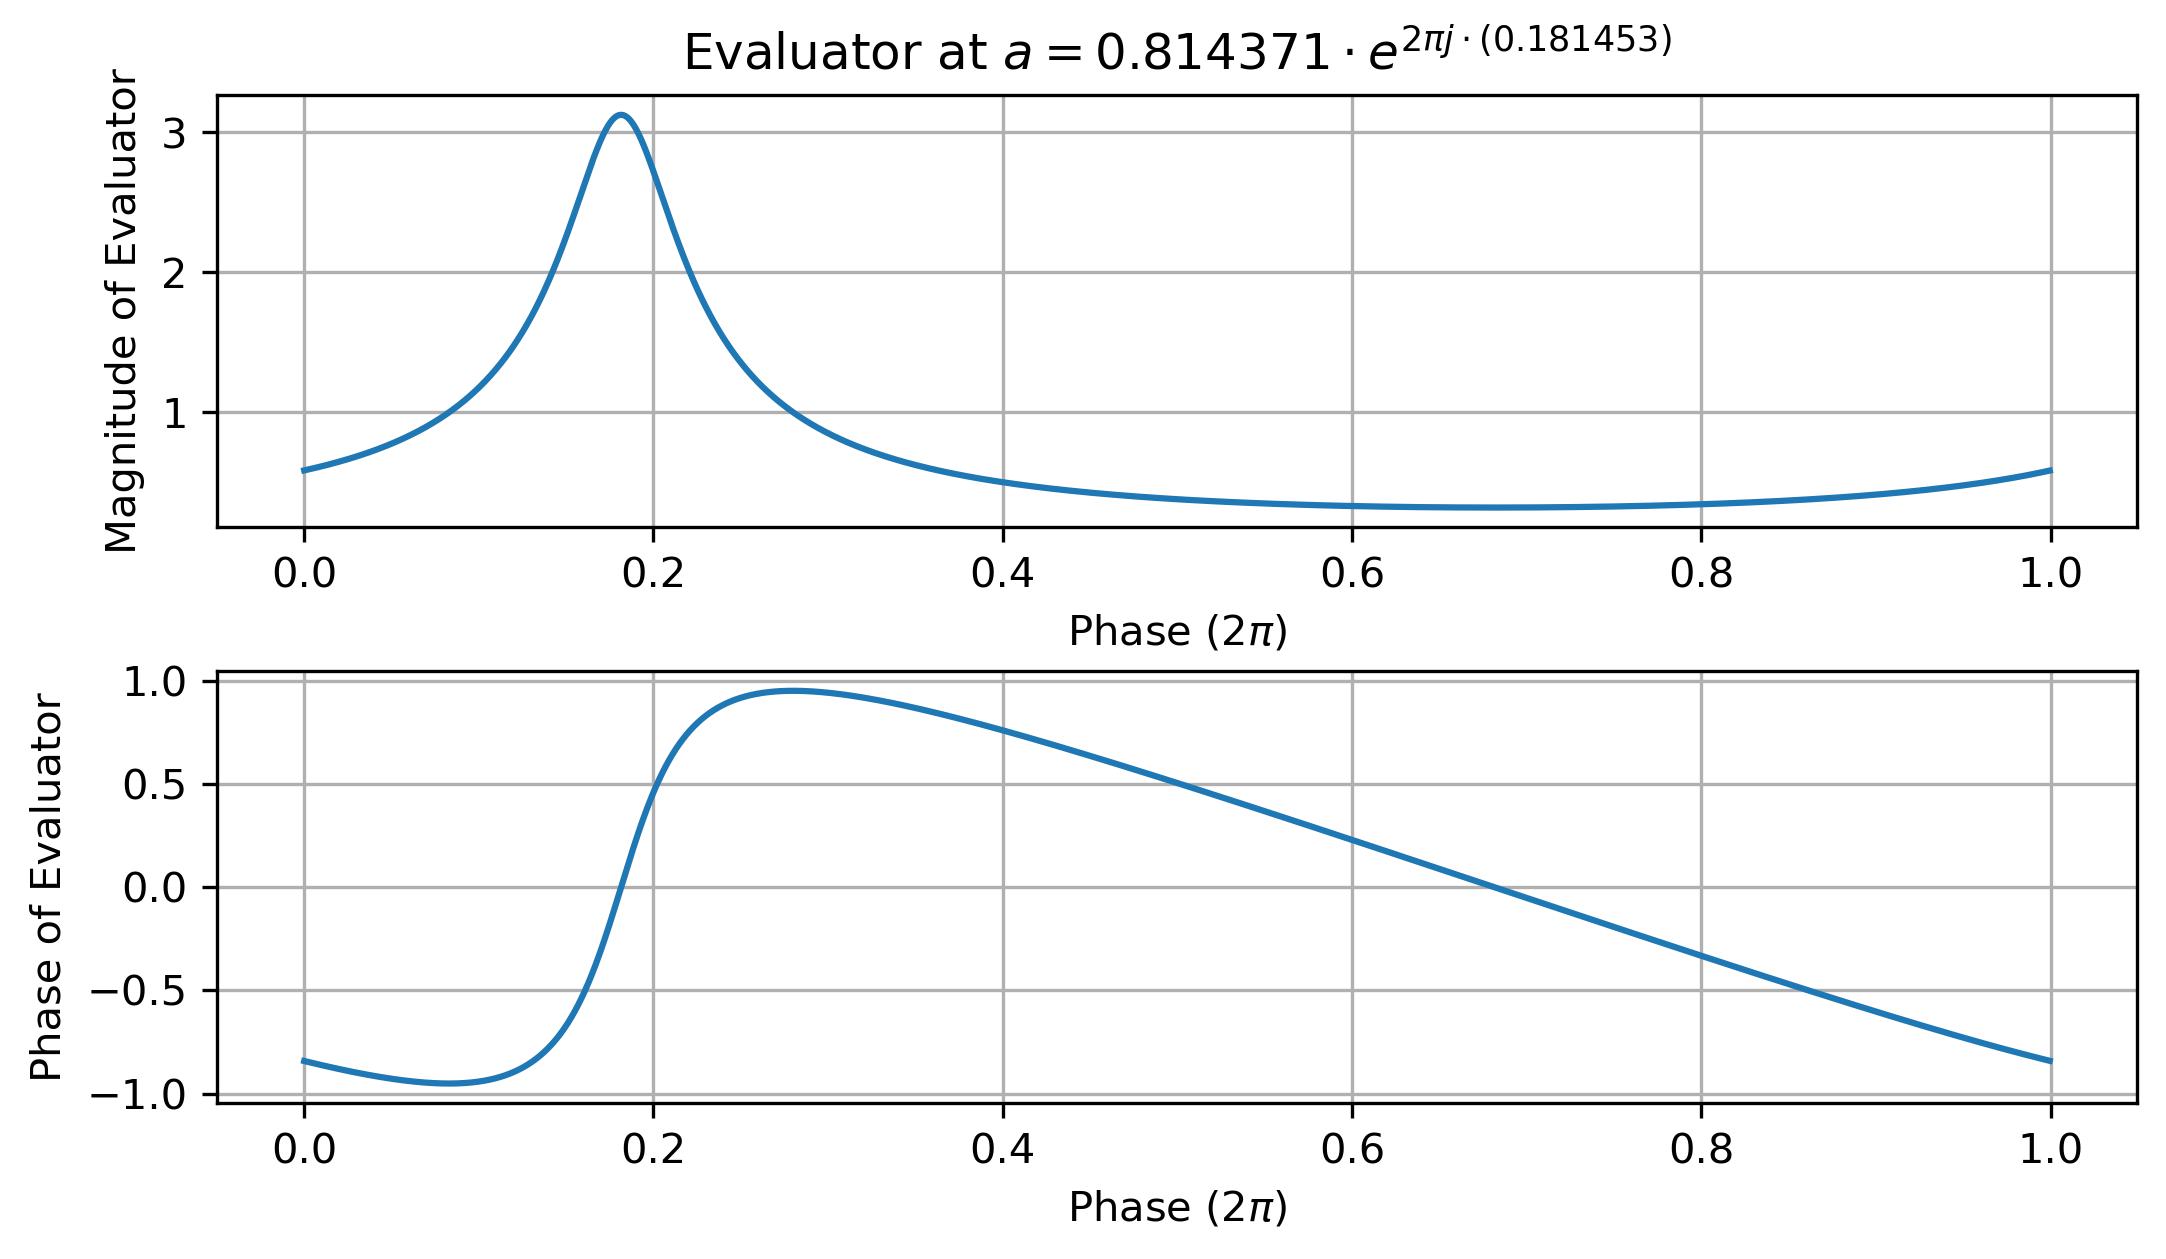 Evaluator at a = 0.814371 · e^{2πj·(0.181453)}
Magnitude of Evaluator
3
2
1
0.0 0.2 0.4 0.6 0.8 1.0
Phase (2π)
Phase of Evaluator
1.0
0.5
0.0
−0.5
−1.0
0.0 0.2 0.4 0.6 0.8 1.0
Phase (2π)